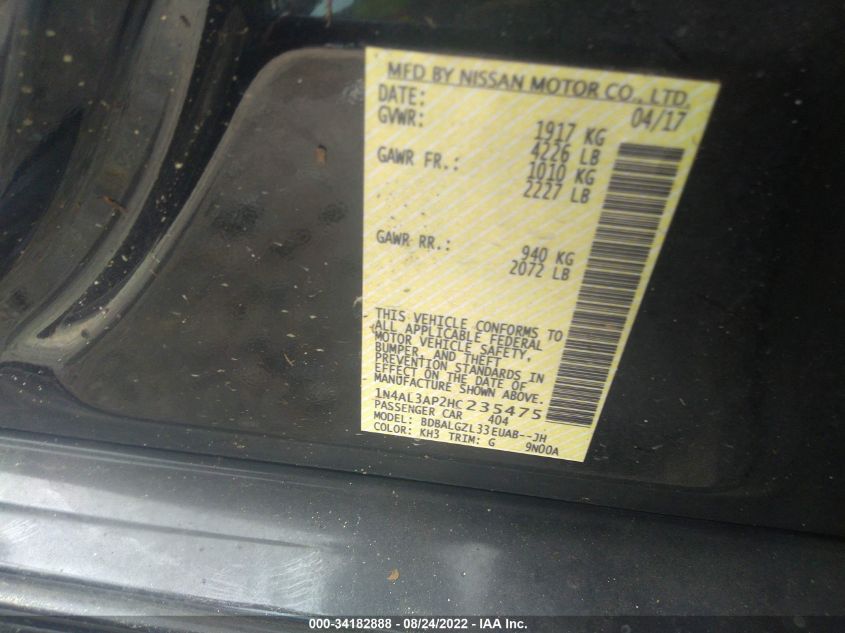 MFD BY NISSAN MOTOR CO., LTD.
DATE: 04/17
GVWR: 1917 KG
4226 LB
GAWR FR.: 1010 KG
2227 LB
GAWR RR.: 940 KG
2072 LB
THIS VEHICLE CONFORMS TO
ALL APPLICABLE FEDERAL
MOTOR VEHICLE SAFETY,
BUMPER, AND THEFT
PREVENTION STANDARDS IN
EFFECT ON THE DATE OF
MANUFACTURE SHOWN ABOVE.
1N4AL3AP2HC235475
PASSENGER CAR 404
MODEL: BDBALGZL33EUAB--JH
COLOR: KH3 TRIM: G 9N00A
000-34182888 - 08/24/2022 - IAA Inc.